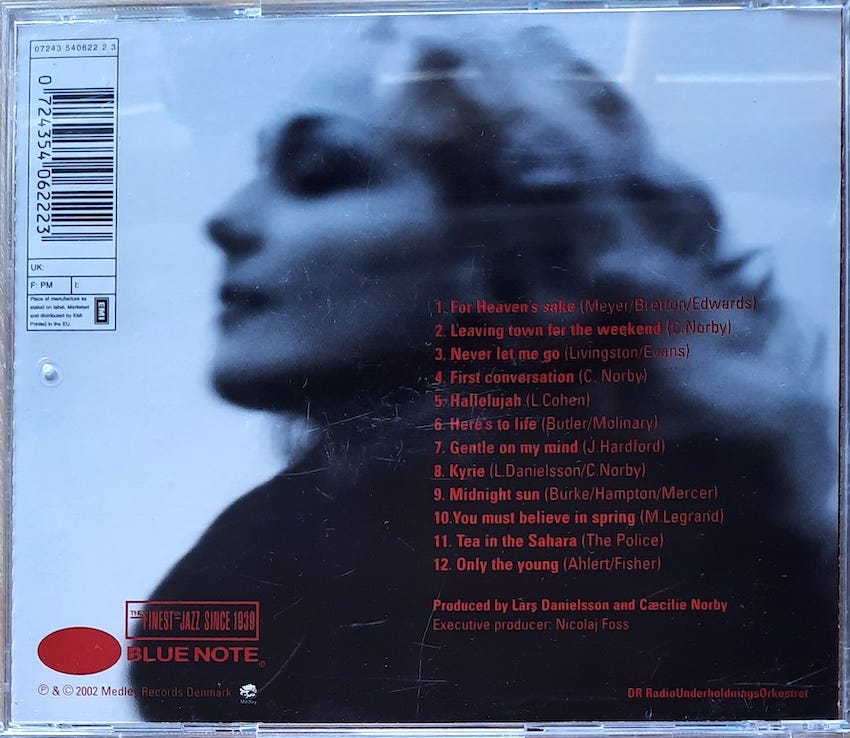 07243 540622 2 3
0 724354 062223
UK:
F: PM I:
Place of manufacture as
stated on label. Marketed
and distributed by EMI
Printed in the EU.
EMI
1. For Heaven's sake (Meyer/Bretton/Edwards)
2. Leaving town for the weekend (C.Norby)
3. Never let me go (Livingston/Evans)
4. First conversation (C. Norby)
5. Hallelujah (L.Cohen)
6. Here's to life (Butler/Molinary)
7. Gentle on my mind (J.Hardford)
8. Kyrie (L.Danielsson/C.Norby)
9. Midnight sun (Burke/Hampton/Mercer)
10.You must believe in spring (M.Legrand)
11. Tea in the Sahara (The Police)
12. Only the young (Ahlert/Fisher)
Produced by Lars Danielsson and Cæcilie Norby
Executive producer: Nicolaj Foss
THE FINEST IN JAZZ SINCE 1939
BLUE NOTE®
℗ & © 2002 Medley Records Denmark
Medley
DR RadioUnderholdningsOrkestret